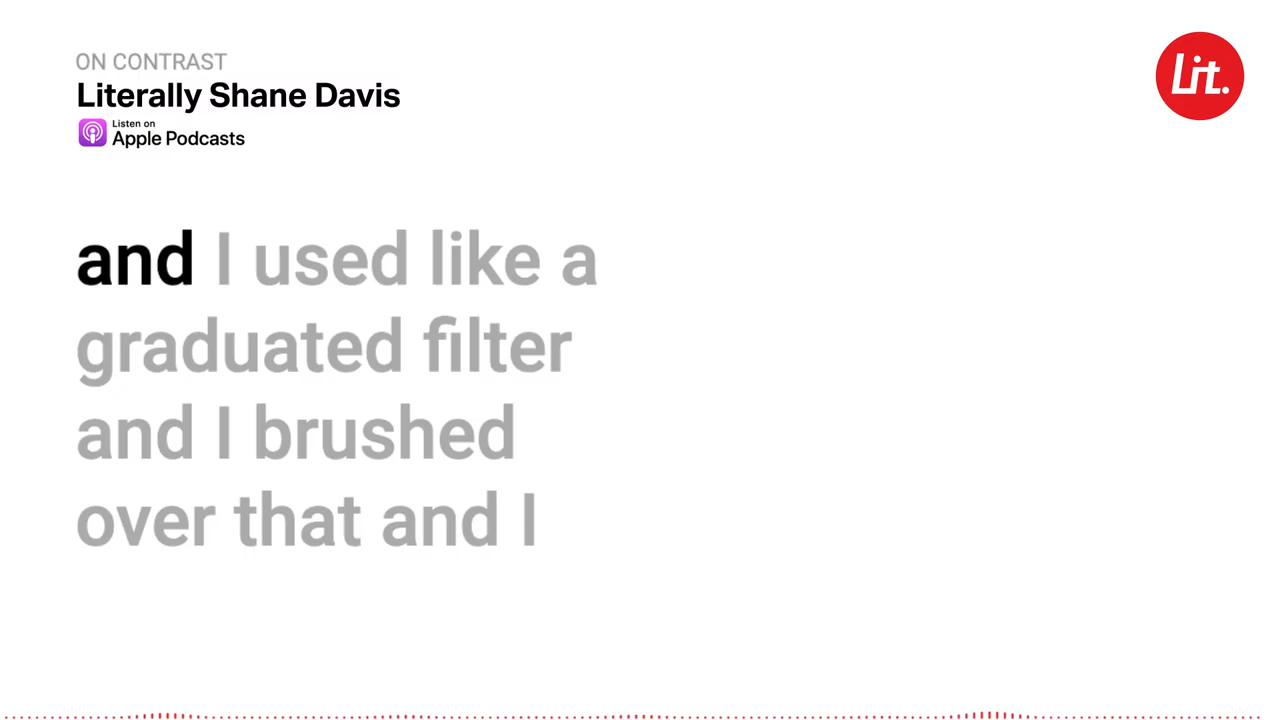 ON CONTRAST
Literally Shane Davis
Listen on
Apple Podcasts
Lit.
and I used like a
graduated filter
and I brushed
over that and I